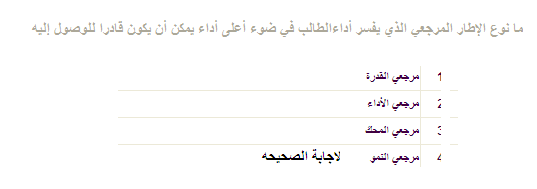 ما نوع الإطار المرجعي الذي يفسر أداءالطالب في ضوء أعلى أداء يمكن أن يكون قادرا للوصول إليه
1 مرجعي القدرة
2 مرجعي الأداء
3 مرجعي المحك
4 مرجعي النمو لاجابة الصحيحه